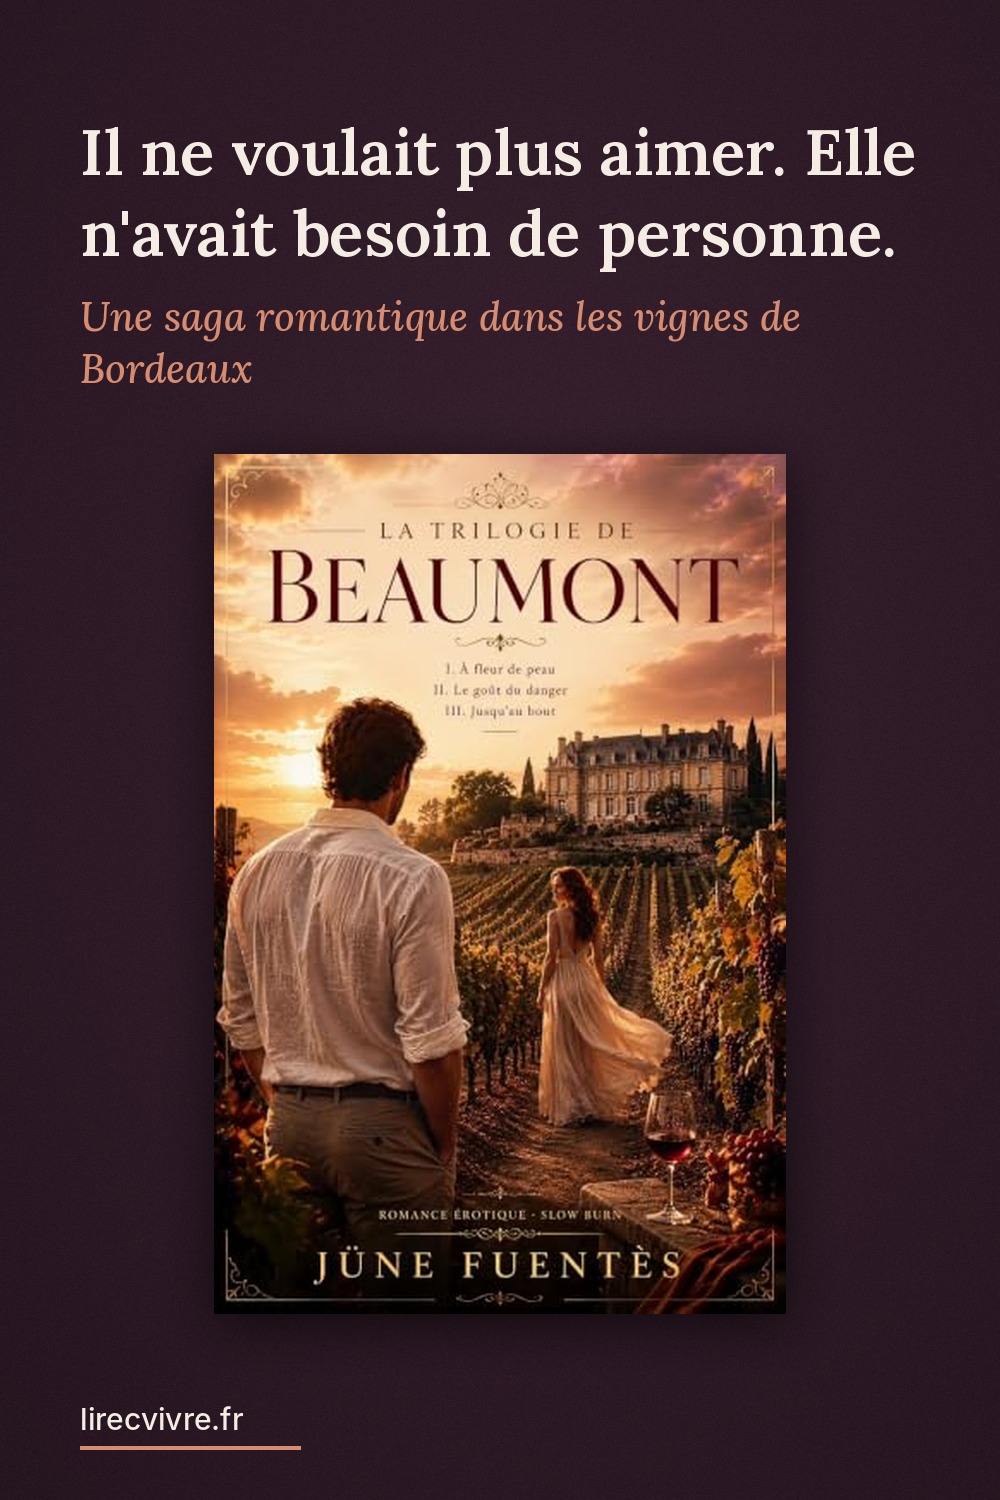 Il ne voulait plus aimer. Elle
n'avait besoin de personne.
Une saga romantique dans les vignes de
Bordeaux
LA TRILOGIE DE
BEAUMONT
I. À fleur de peau
II. Le goût du danger
III. Jusqu'au bout
ROMANCE ÉROTIQUE - SLOW BURN
JÜNE FUENTÈS
lirecvivre.fr